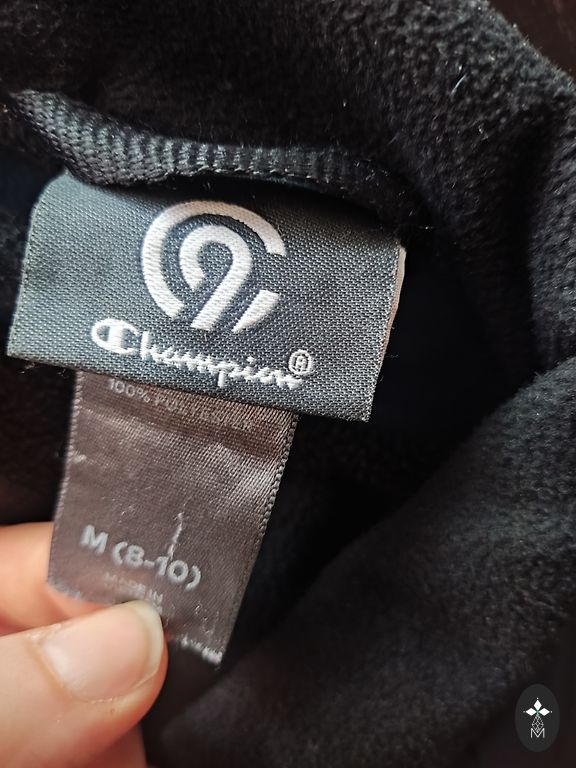 Champion®
100% POLYESTER
M (8-10)
MADE IN
M